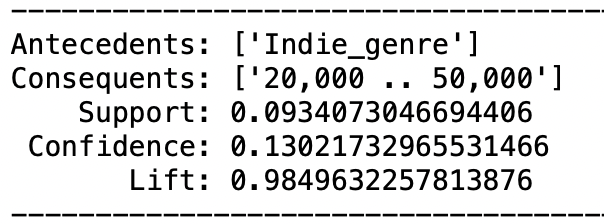 ------------------------------------
Antecedents: ['Indie_genre']
Consequents: ['20,000 .. 50,000']
Support: 0.0934073046694406
Confidence: 0.13021732965531466
Lift: 0.9849632257813876
------------------------------------